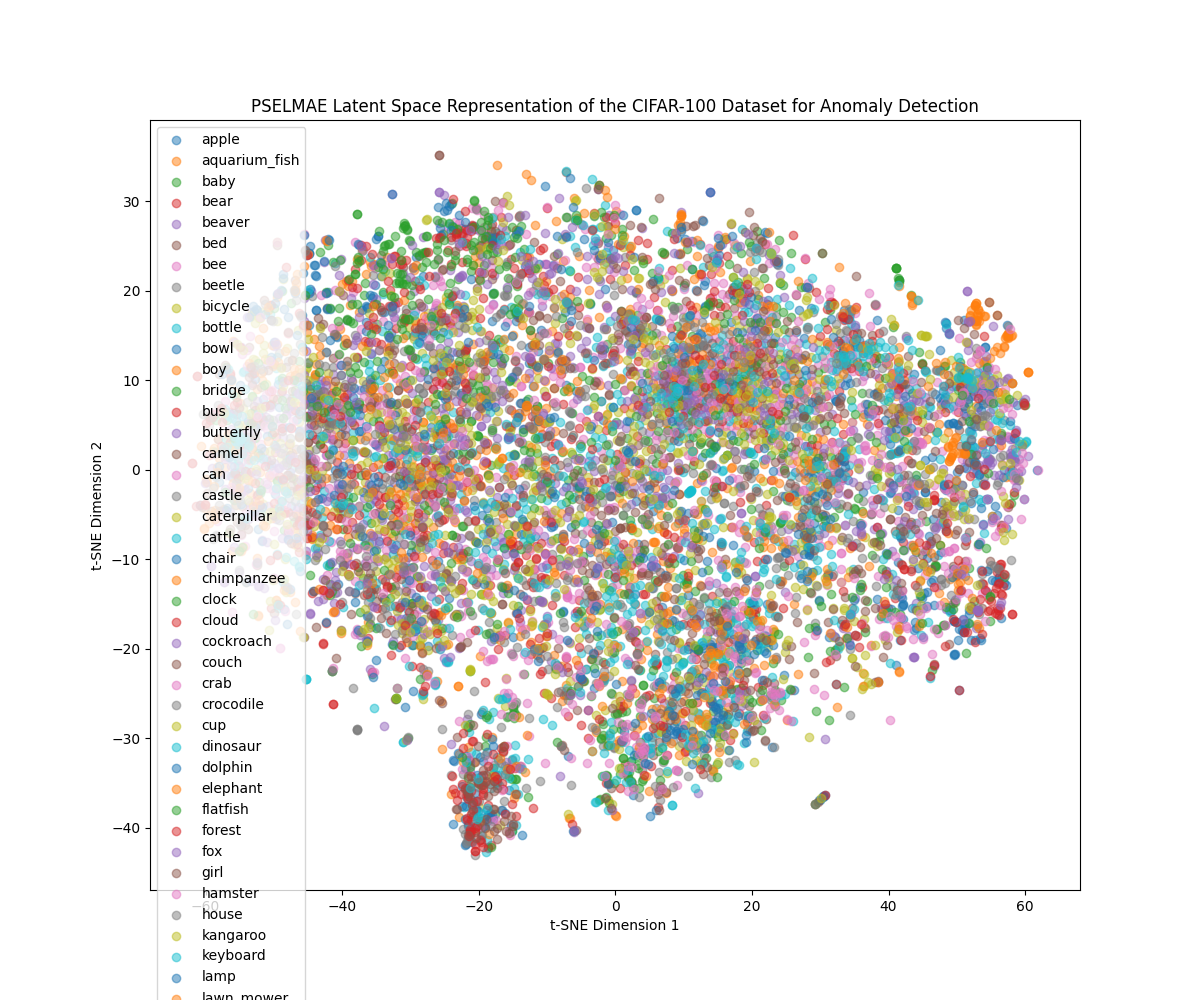 PSELMAE Latent Space Representation of the CIFAR-100 Dataset for Anomaly Detection
apple
aquarium_fish
baby
bear
beaver
bed
bee
beetle
bicycle
bottle
bowl
boy
bridge
bus
butterfly
camel
can
castle
caterpillar
cattle
chair
chimpanzee
clock
cloud
cockroach
couch
crab
crocodile
cup
dinosaur
dolphin
elephant
flatfish
forest
fox
girl
hamster
house
kangaroo
keyboard
lamp
lawn_mower
30
20
10
0
−10
−20
−30
−40
t-SNE Dimension 2
−60 −40 −20 0 20 40 60
t-SNE Dimension 1